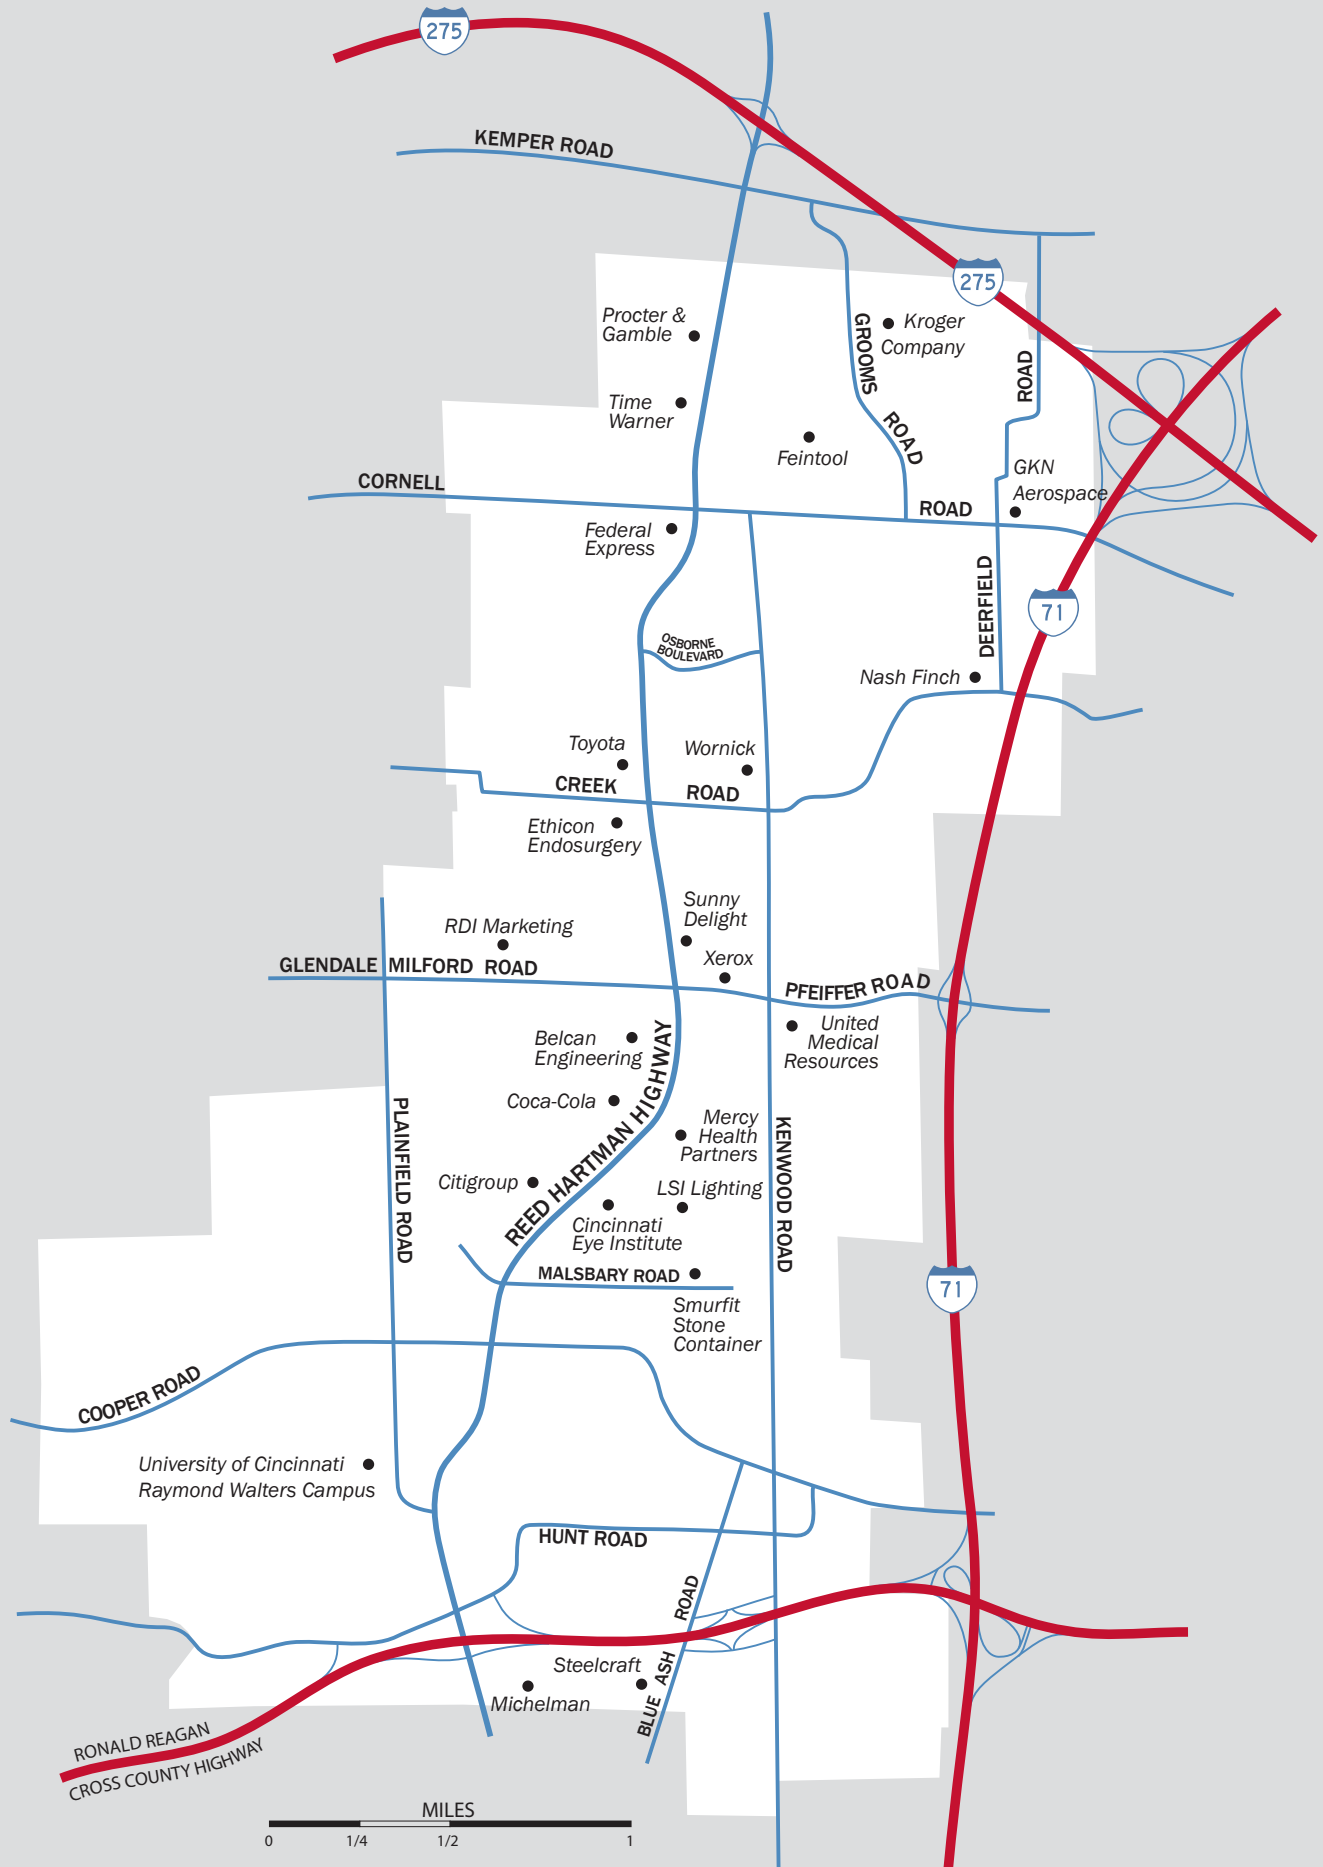 275
KEMPER ROAD
275
Procter &
Gamble
GROOMS
ROAD
Kroger
Company
ROAD
Time
Warner
Feintool
GKN
Aerospace
CORNELL
ROAD
Federal
Express
DEERFIELD
71
OSBORNE
BOULEVARD
Nash Finch
Toyota
Wornick
CREEK
ROAD
Ethicon
Endosurgery
Sunny
Delight
RDI Marketing
Xerox
GLENDALE MILFORD ROAD
PFEIFFER ROAD
United
Medical
Resources
Belcan
Engineering
REED HARTMAN HIGHWAY
Coca-Cola
PLAINFIELD ROAD
Mercy
Health
Partners
KENWOOD ROAD
Citigroup
LSI Lighting
Cincinnati
Eye Institute
MALSBARY ROAD
71
Smurfit
Stone
Container
COOPER ROAD
University of Cincinnati
Raymond Walters Campus
HUNT ROAD
BLUE ASH ROAD
Steelcraft
Michelman
RONALD REAGAN
CROSS COUNTY HIGHWAY
MILES
0 1/4 1/2 1